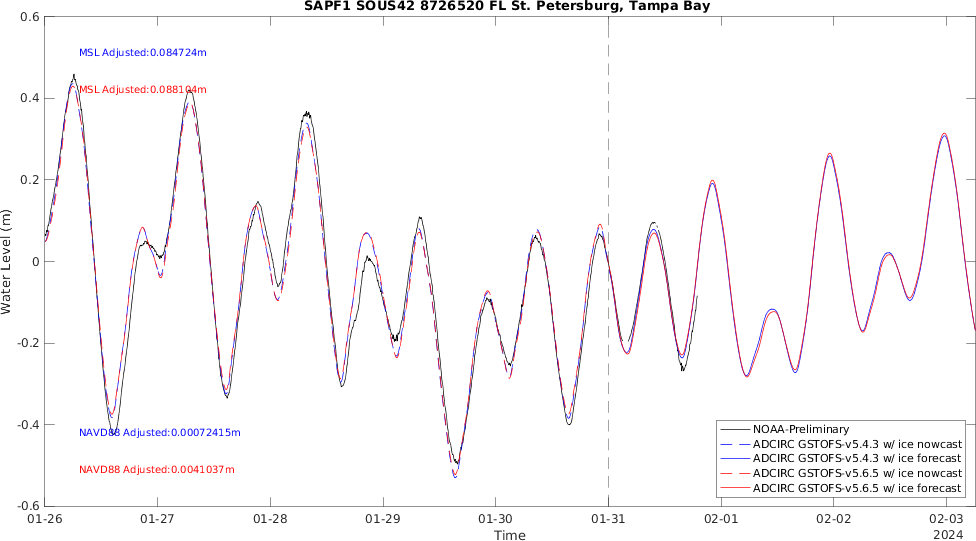 SAPF1 SOUS42 8726520 FL St. Petersburg, Tampa Bay
0.6
MSL Adjusted:0.084724m
0.4
MSL Adjusted:0.088104m
0.2
Water Level (m)
0
-0.2
-0.4
NAVD88 Adjusted:0.00072415m
NAVD88 Adjusted:0.0041037m
-0.6
NOAA-Preliminary
ADCIRC GSTOFS-v5.4.3 w/ ice nowcast
ADCIRC GSTOFS-v5.4.3 w/ ice forecast
ADCIRC GSTOFS-v5.6.5 w/ ice nowcast
ADCIRC GSTOFS-v5.6.5 w/ ice forecast
01-26 01-27 01-28 01-29 01-30 01-31 02-01 02-02 02-03
Time
2024